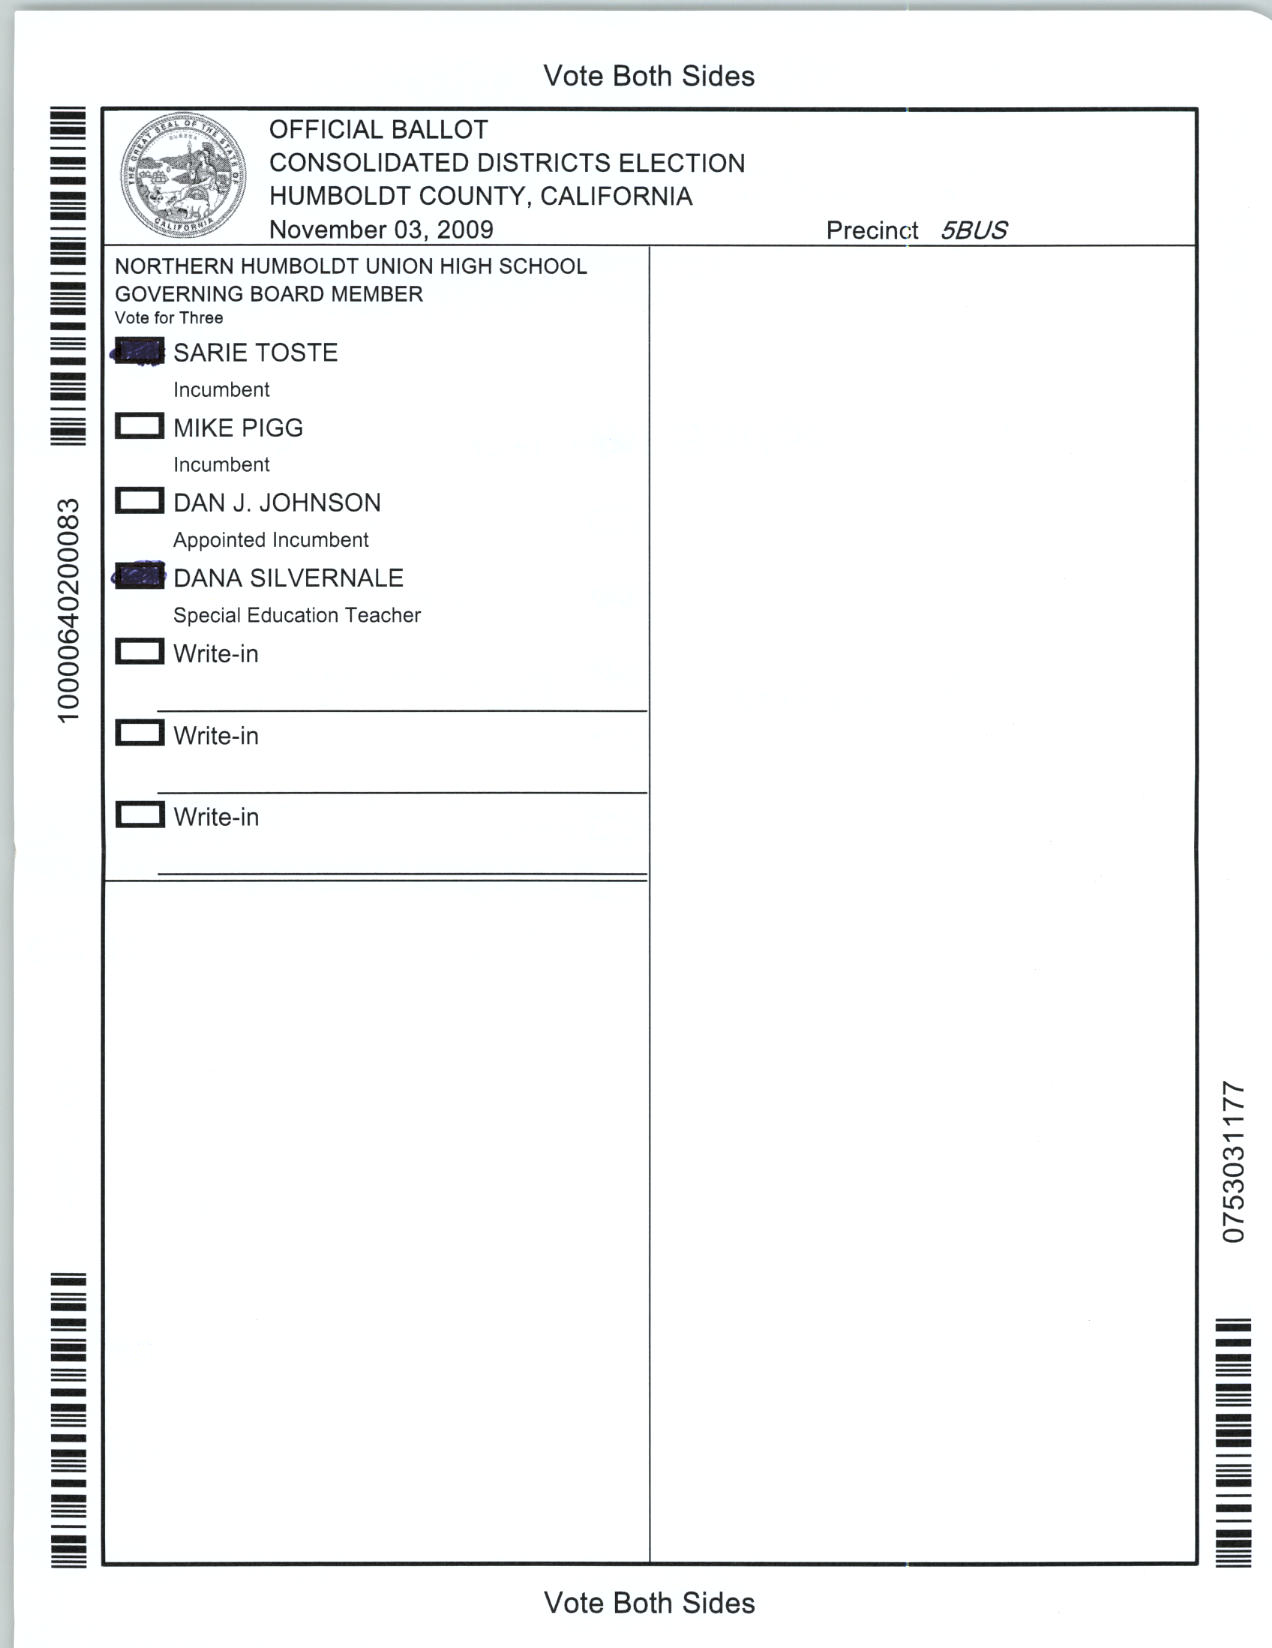 Vote Both Sides
THE GREAT SEAL OF THE STATE OF CALIFORNIA
EUREKA
OFFICIAL BALLOT
CONSOLIDATED DISTRICTS ELECTION
HUMBOLDT COUNTY, CALIFORNIA
November 03, 2009
Precinct 5BUS
NORTHERN HUMBOLDT UNION HIGH SCHOOL
GOVERNING BOARD MEMBER
Vote for Three
SARIE TOSTE
Incumbent
MIKE PIGG
Incumbent
DAN J. JOHNSON
Appointed Incumbent
DANA SILVERNALE
Special Education Teacher
Write-in
Write-in
Write-in
10000640200083
0753031177
Vote Both Sides